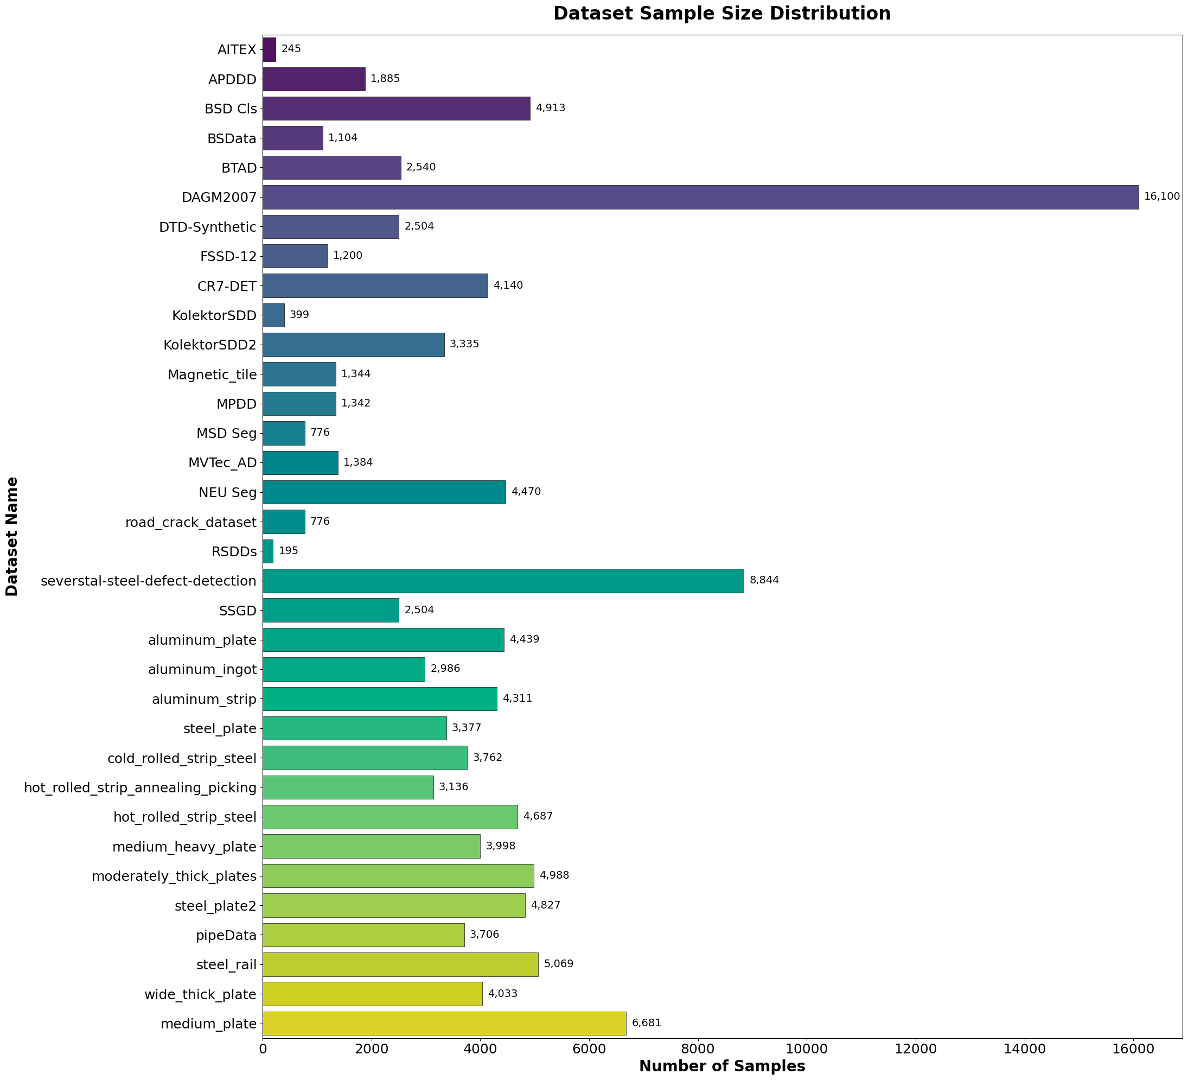 Dataset Sample Size Distribution
Dataset Name
AITEX 245
APDDD 1,885
BSD Cls 4,913
BSData 1,104
BTAD 2,540
DAGM2007 16,100
DTD-Synthetic 2,504
FSSD-12 1,200
CR7-DET 4,140
KolektorSDD 399
KolektorSDD2 3,335
Magnetic_tile 1,344
MPDD 1,342
MSD Seg 776
MVTec_AD 1,384
NEU Seg 4,470
road_crack_dataset 776
RSDDs 195
severstal-steel-defect-detection 8,844
SSGD 2,504
aluminum_plate 4,439
aluminum_ingot 2,986
aluminum_strip 4,311
steel_plate 3,377
cold_rolled_strip_steel 3,762
hot_rolled_strip_annealing_picking 3,136
hot_rolled_strip_steel 4,687
medium_heavy_plate 3,998
moderately_thick_plates 4,988
steel_plate2 4,827
pipeData 3,706
steel_rail 5,069
wide_thick_plate 4,033
medium_plate 6,681
0 2000 4000 6000 8000 10000 12000 14000 16000
Number of Samples